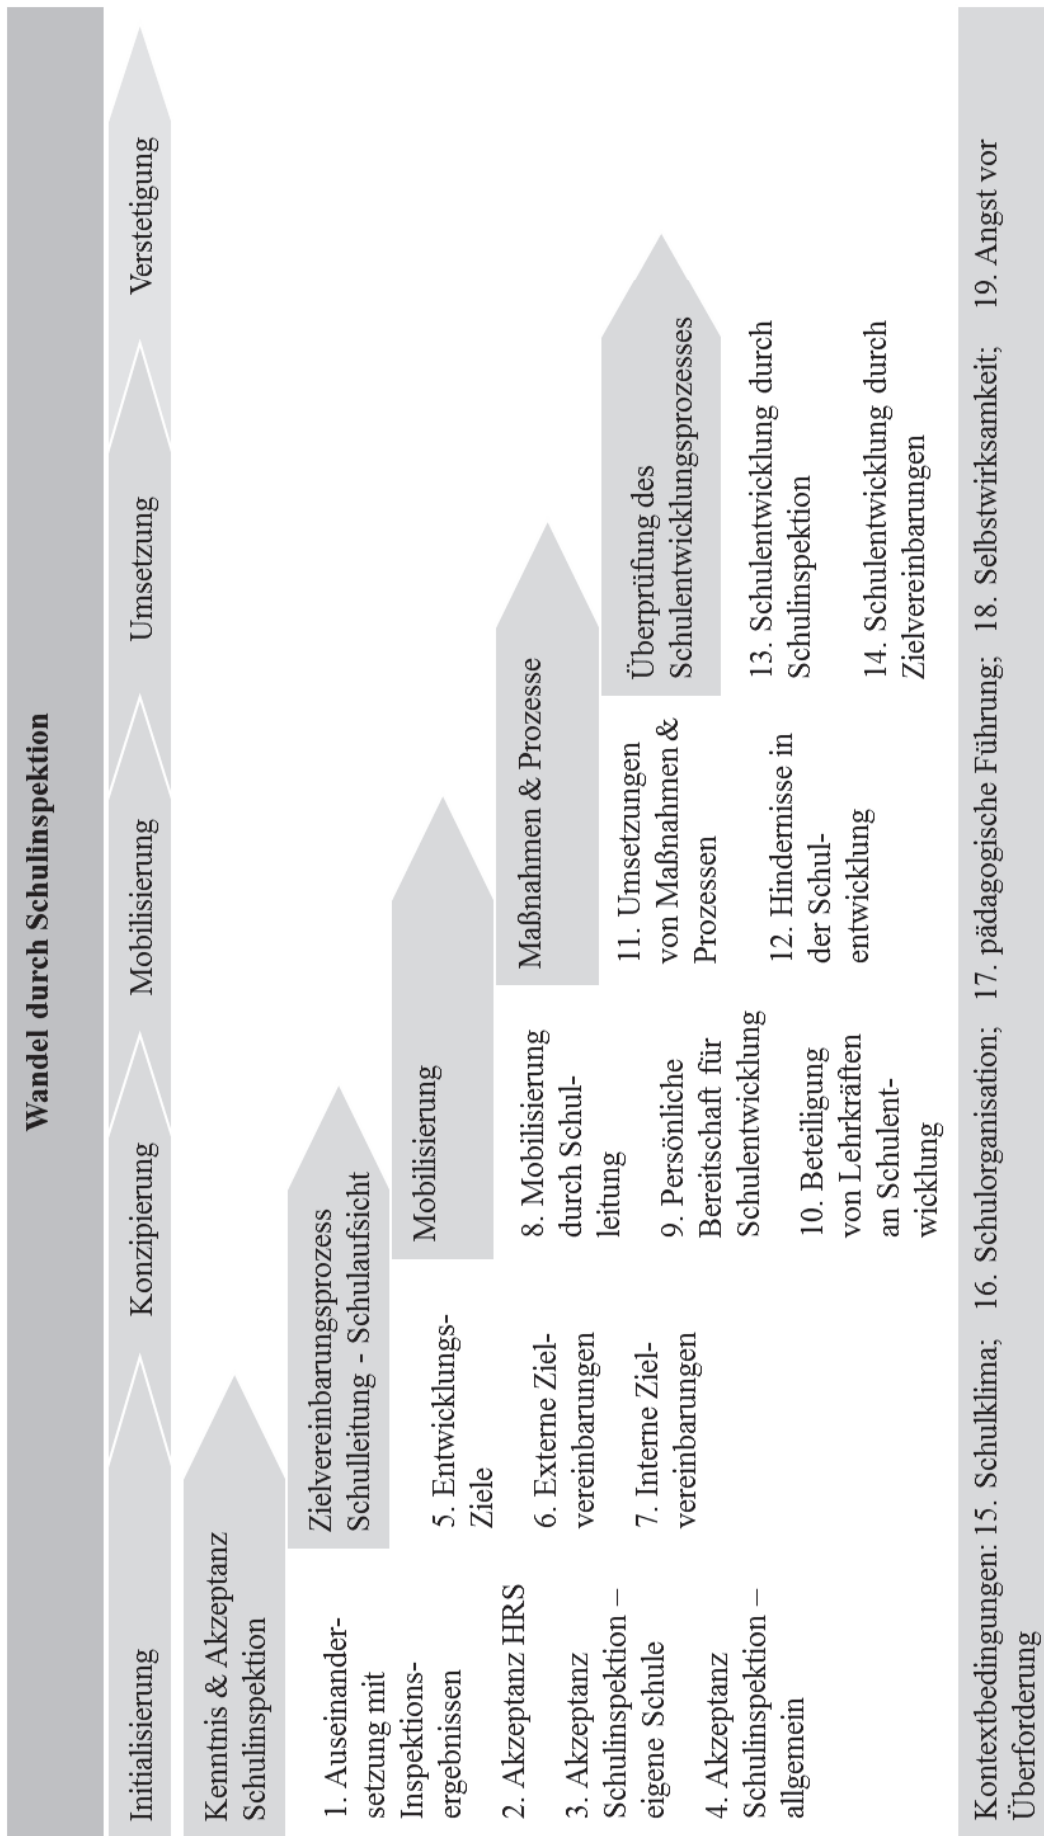 Wandel durch Schulinspektion
Initialisierung
Konzipierung
Mobilisierung
Umsetzung
Verstetigung
Kenntnis & Akzeptanz
Schulinspektion
1. Auseinander-
setzung mit
Inspektions-
ergebnissen
2. Akzeptanz HRS
3. Akzeptanz
Schulinspektion –
eigene Schule
4. Akzeptanz
Schulinspektion –
allgemein
Zielvereinbarungsprozess
Schulleitung - Schulaufsicht
5. Entwicklungs-
Ziele
6. Externe Ziel-
vereinbarungen
7. Interne Ziel-
vereinbarungen
Mobilisierung
8. Mobilisierung
durch Schul-
leitung
9. Persönliche
Bereitschaft für
Schulentwicklung
10. Beteiligung
von Lehrkräften
an Schulent-
wicklung
Maßnahmen & Prozesse
11. Umsetzungen
von Maßnahmen &
Prozessen
12. Hindernisse in
der Schul-
entwicklung
Überprüfung des
Schulentwicklungsprozesses
13. Schulentwicklung durch
Schulinspektion
14. Schulentwicklung durch
Zielvereinbarungen
Kontextbedingungen: 15. Schulklima; 16. Schulorganisation; 17. pädagogische Führung; 18. Selbstwirksamkeit; 19. Angst vor
Überforderung